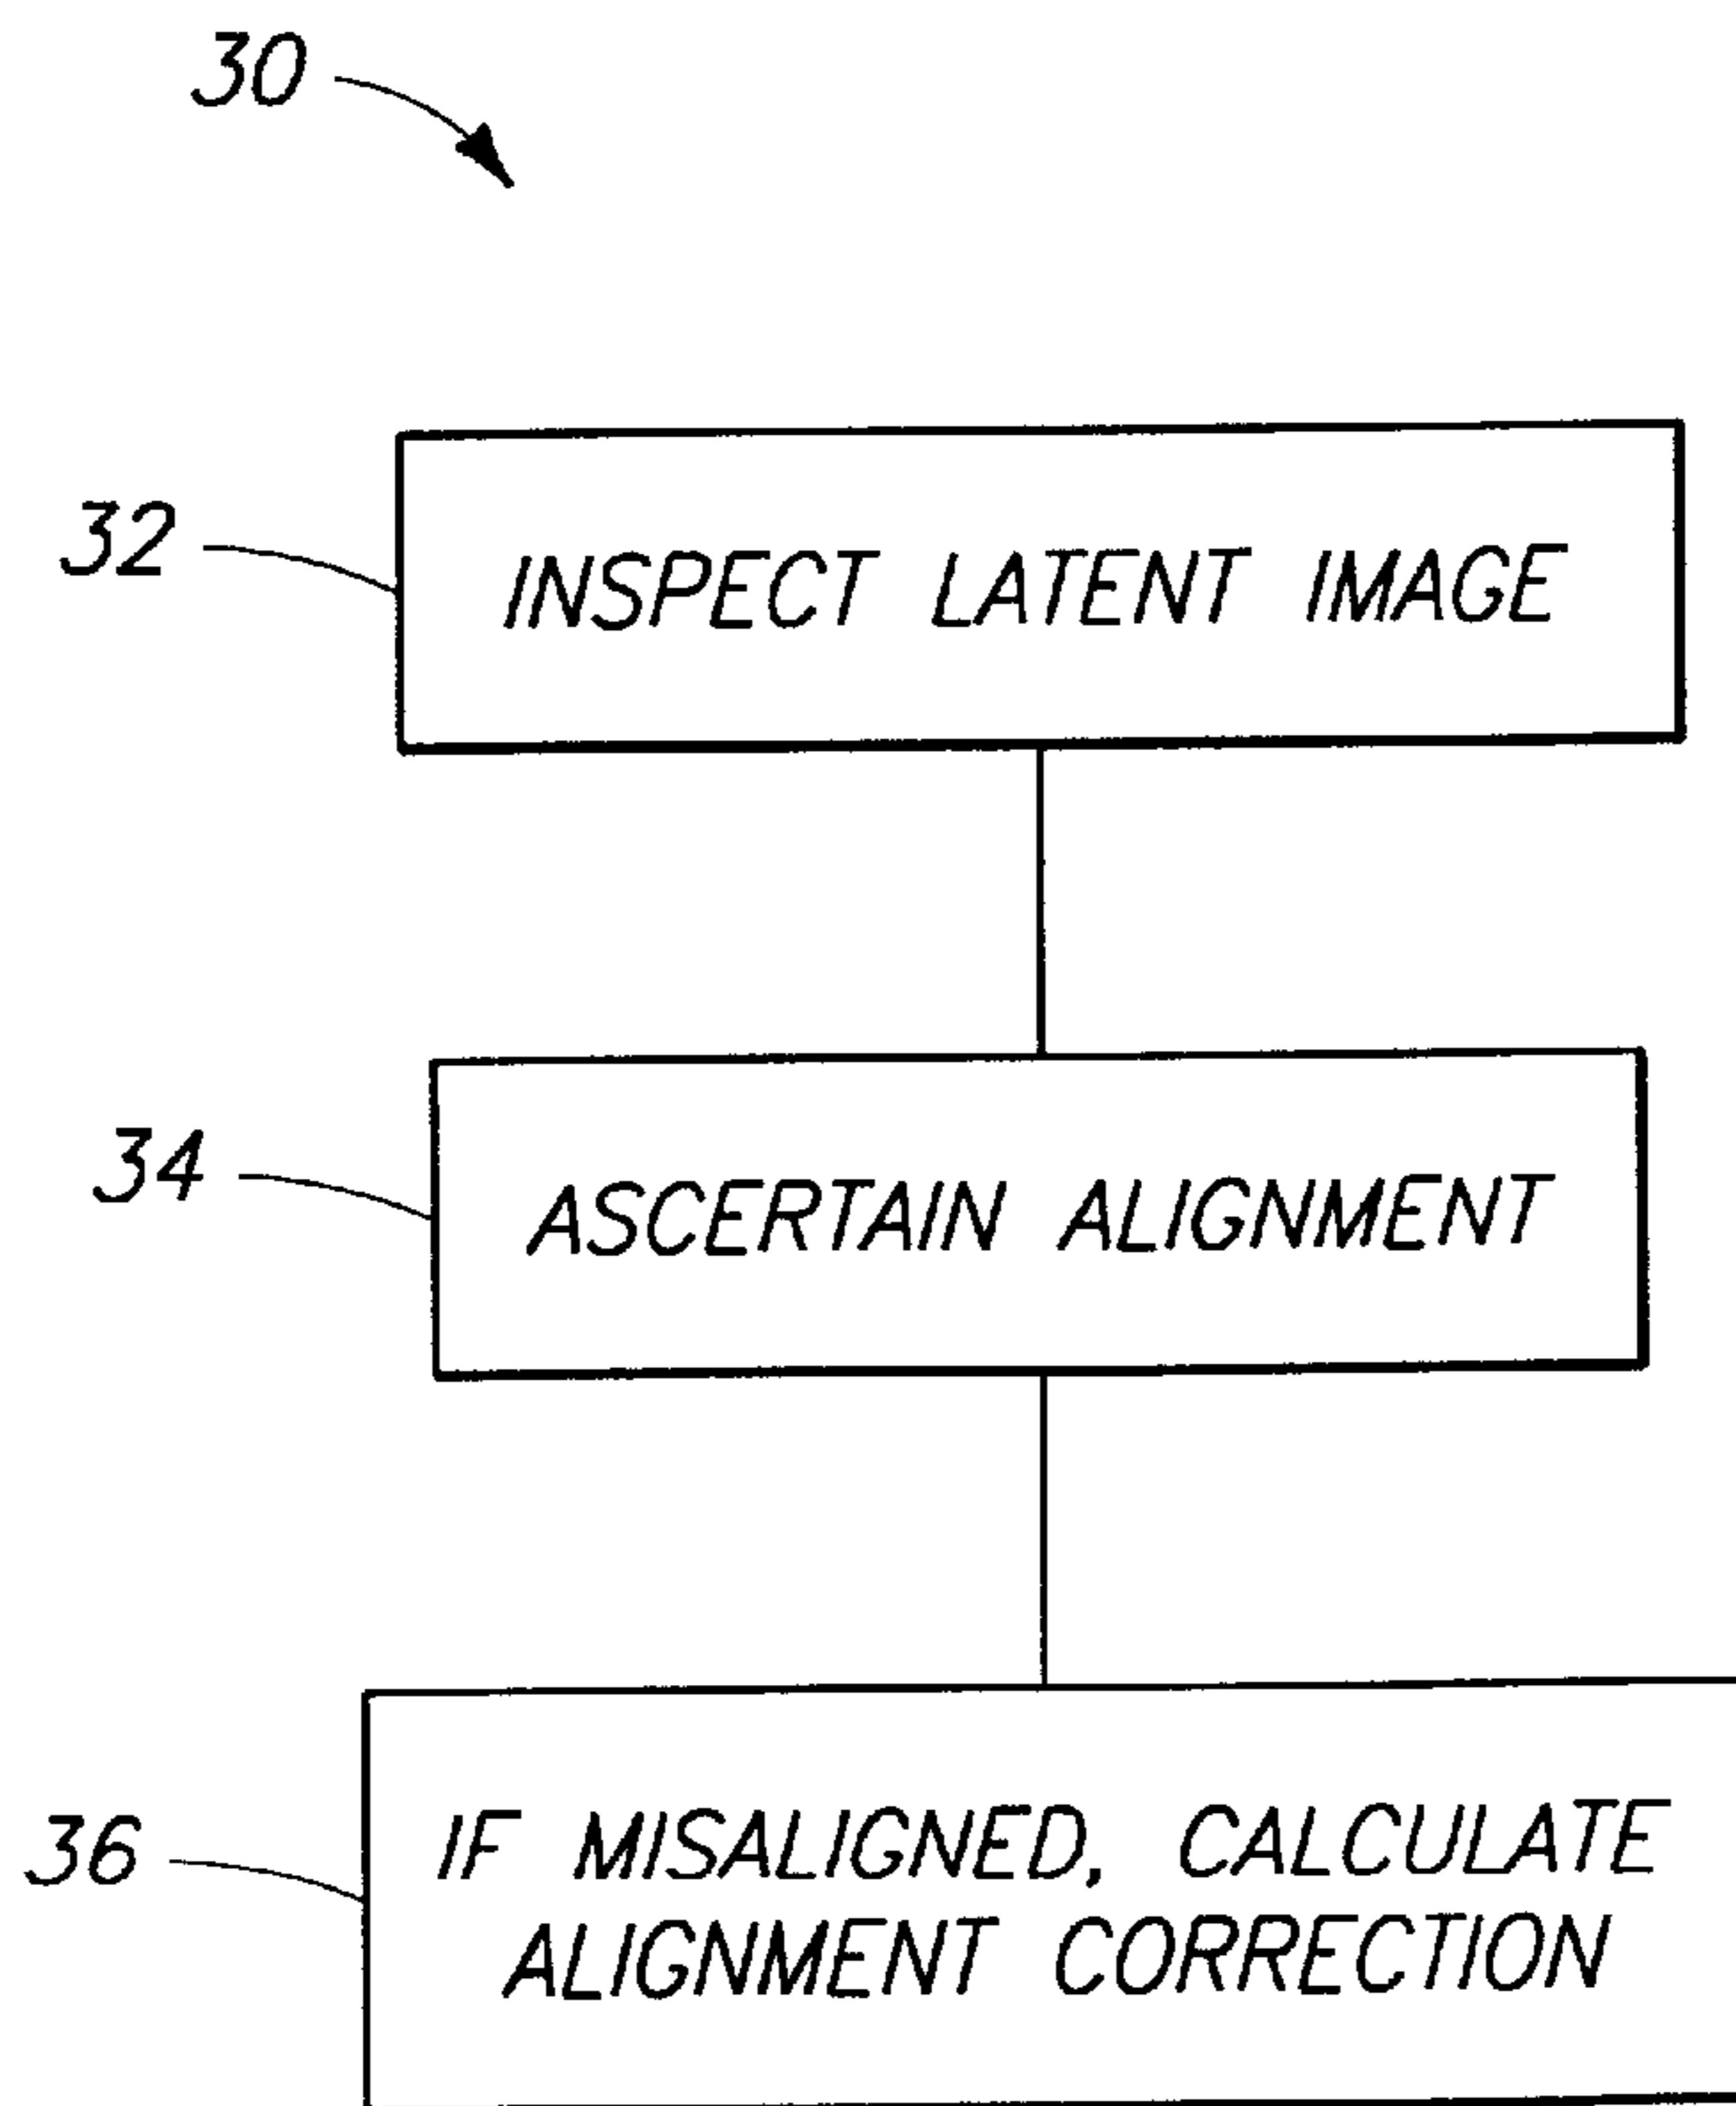 30
32
INSPECT LATENT IMAGE
34
ASCERTAIN ALIGNMENT
36
IF MISALIGNED, CALCULATE
ALIGNMENT CORRECTION